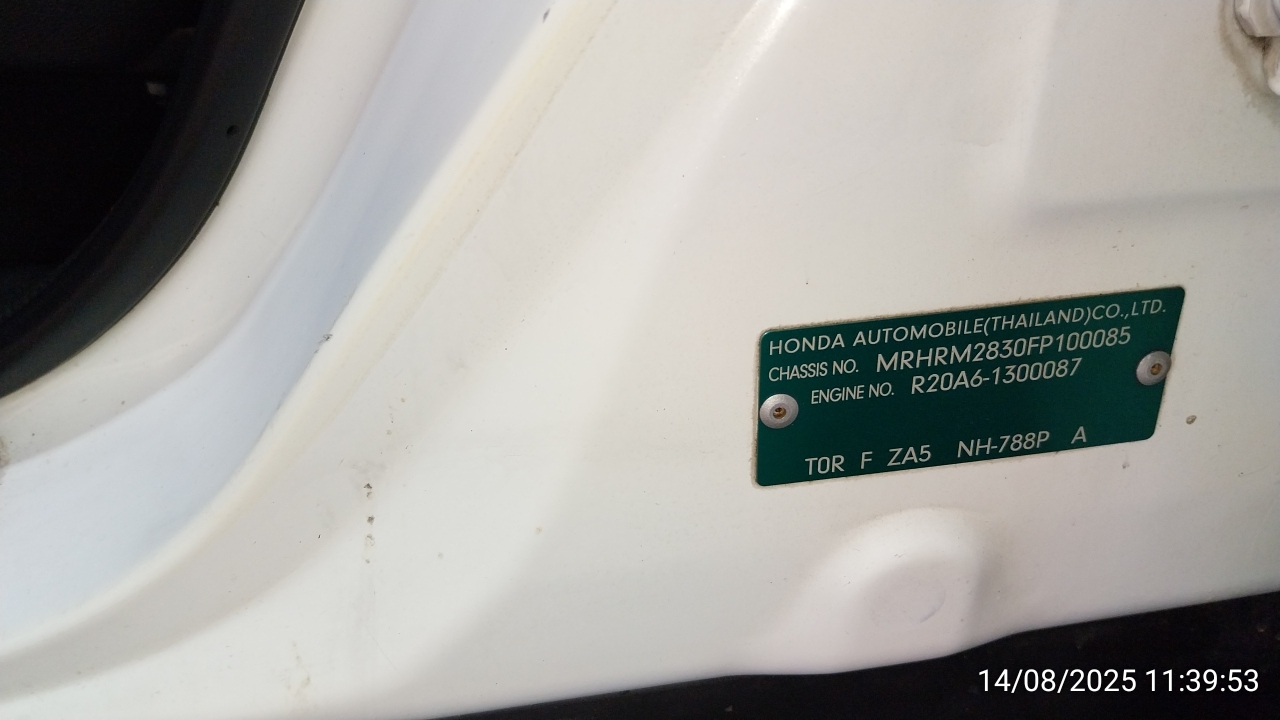 HONDA AUTOMOBILE(THAILAND)CO.,LTD.
CHASSIS NO. MRHRM2830FP100085
ENGINE NO. R20A6-1300087
T0R F ZA5 NH-788P A
14/08/2025 11:39:53